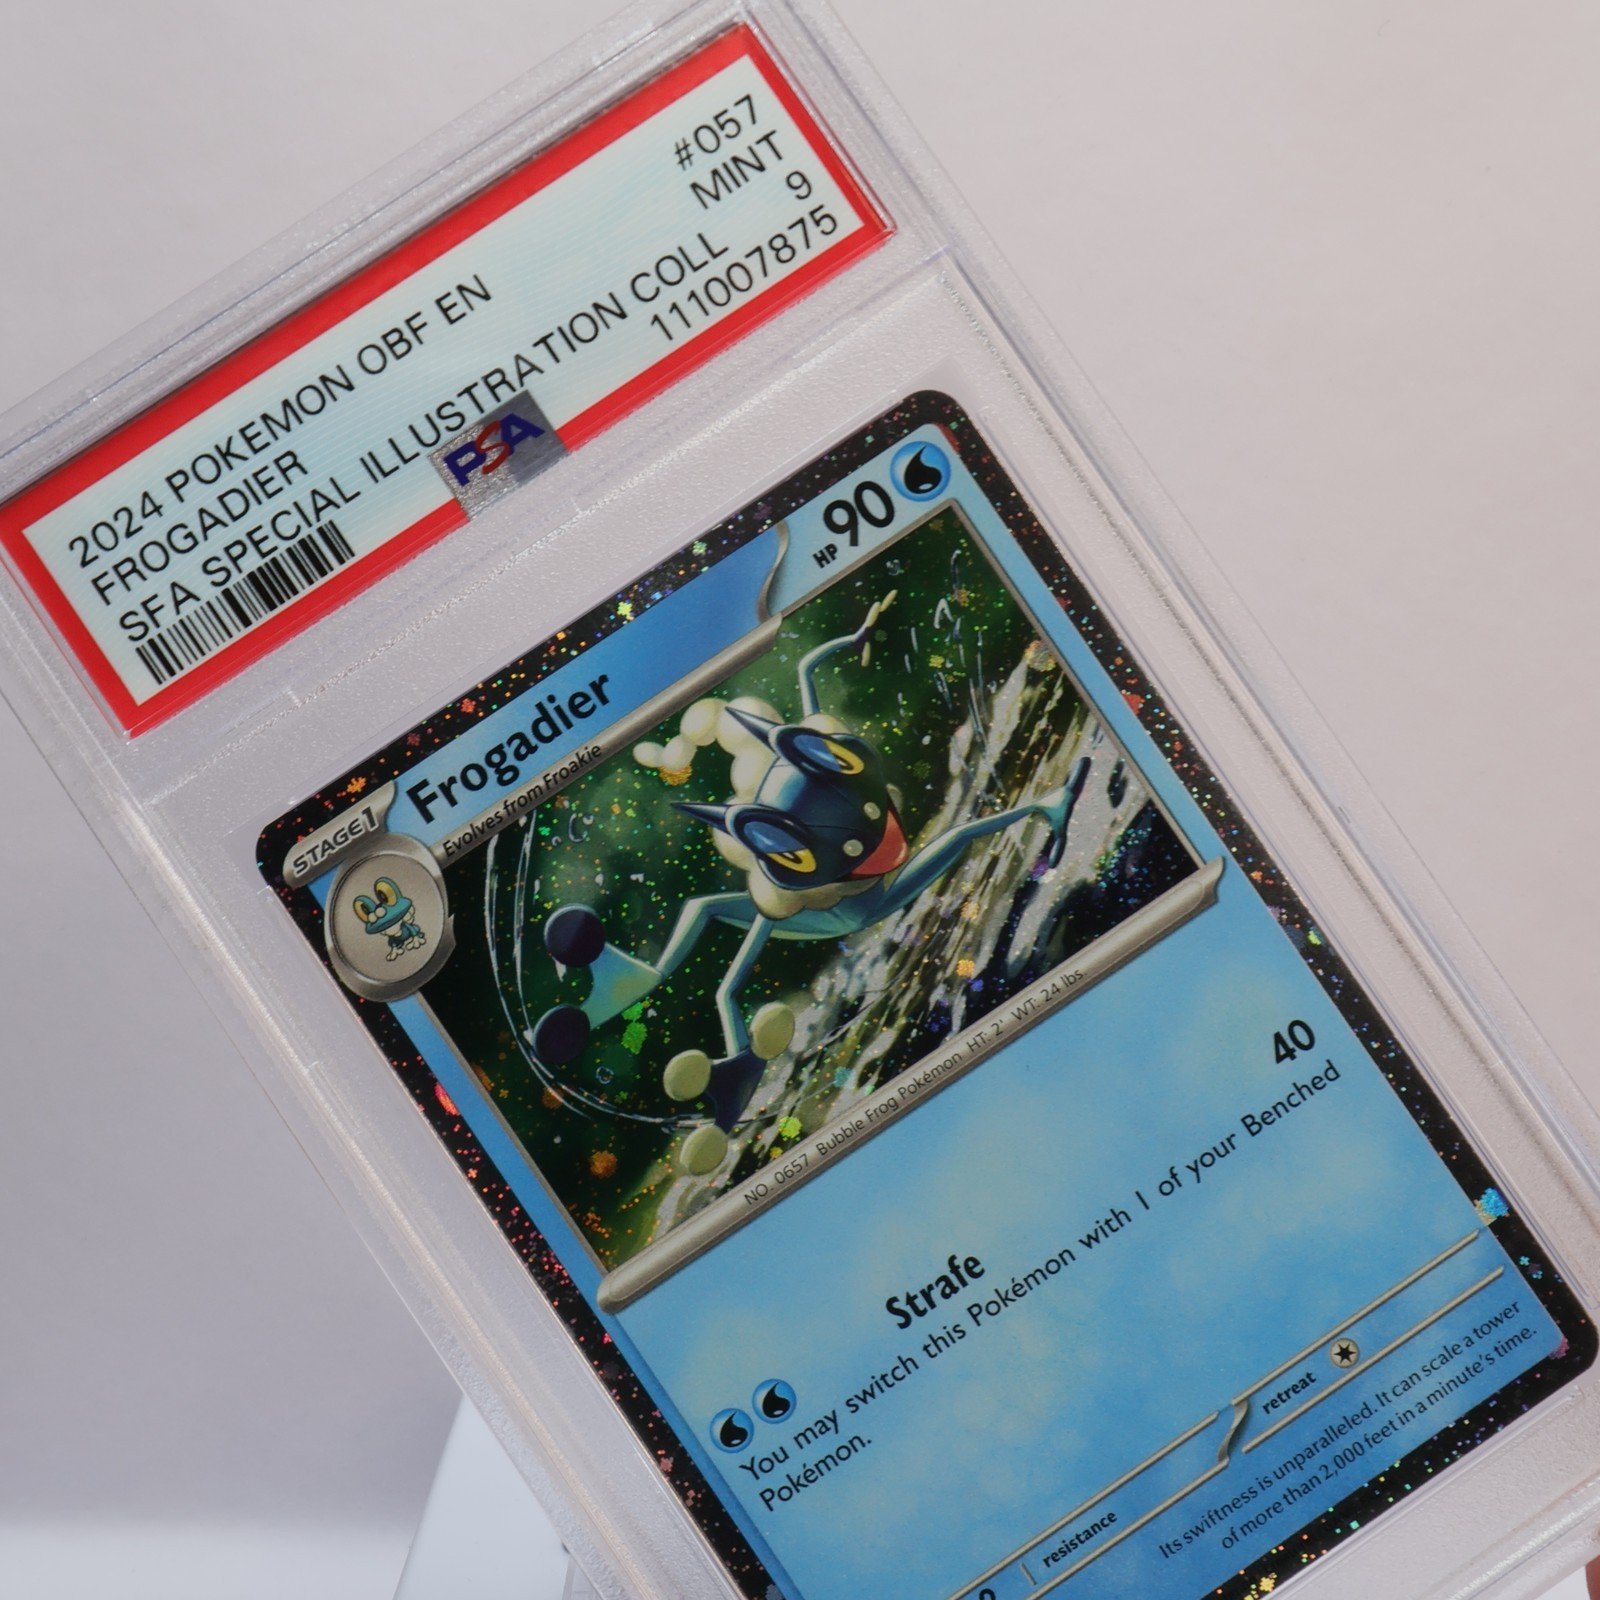 2024 POKEMON OBF EN #057
FROGADIER MINT
SFA SPECIAL ILLUSTRATION COLL 9
111007875
PSA
STAGE 1
Frogadier
HP 90
Evolves from Froakie
NO. 0657 Bubble Frog Pokémon HT: 2' WT: 24 lbs.
Strafe 40
You may switch this Pokémon with 1 of your Benched
Pokémon.
resistance
retreat
Its swiftness is unparalleled. It can scale a tower
of more than 2,000 feet in a minute's time.